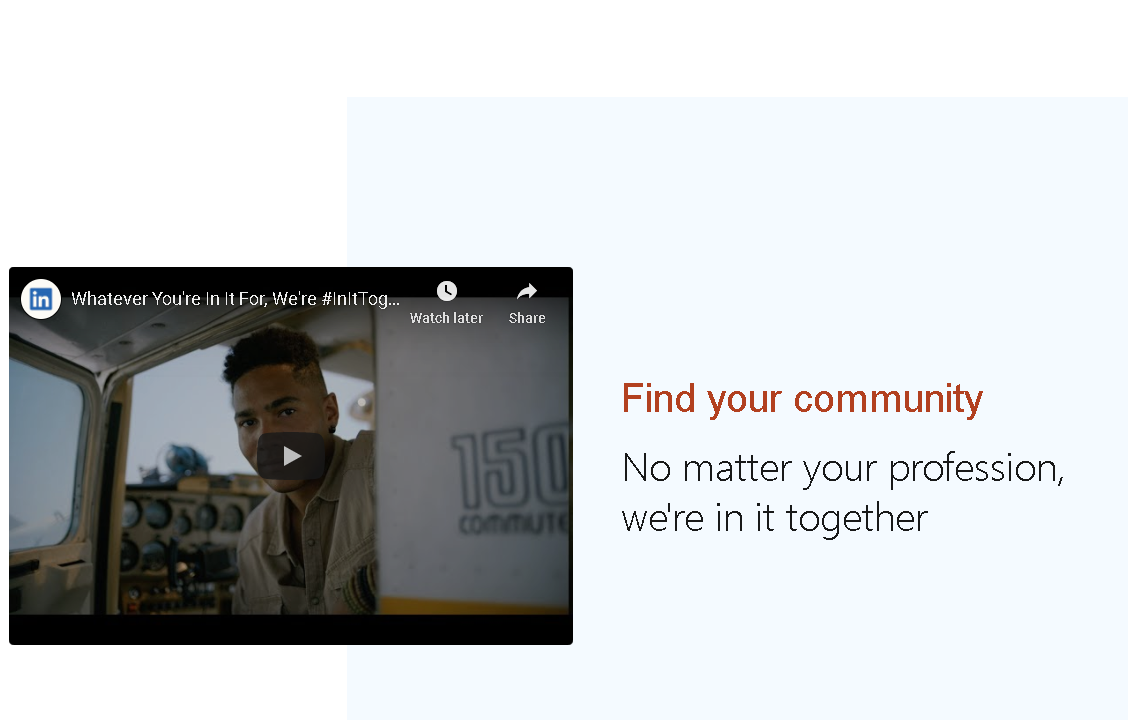 in
Whatever You're In It For, We're #InItTog...
Watch later
Share
150
COMMUTE
Find your community
No matter your profession,
we're in it together